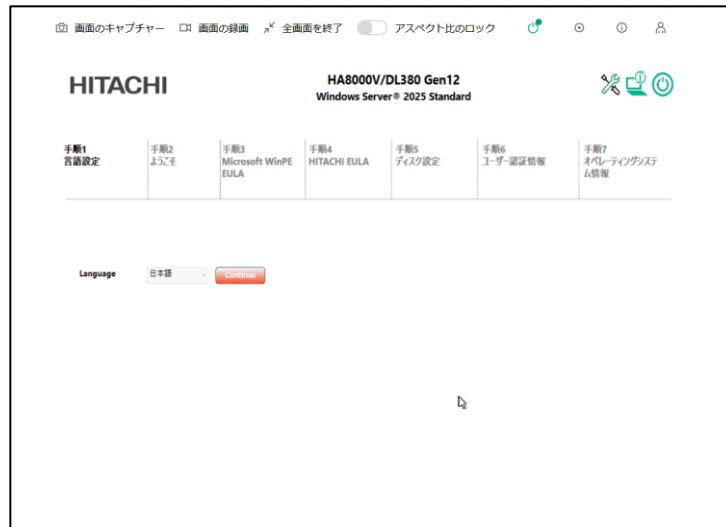 画面のキャプチャー 画面の録画 全画面を終了 アスペクト比のロック
HITACHI
HA8000V/DL380 Gen12
Windows Server® 2025 Standard
手順1
言語設定
手順2
ようこそ
手順3
Microsoft WinPE
EULA
手順4
HITACHI EULA
手順5
ディスク設定
手順6
ユーザー認証情報
手順7
オペレーティングシステ
ム情報
Language 日本語 Continue